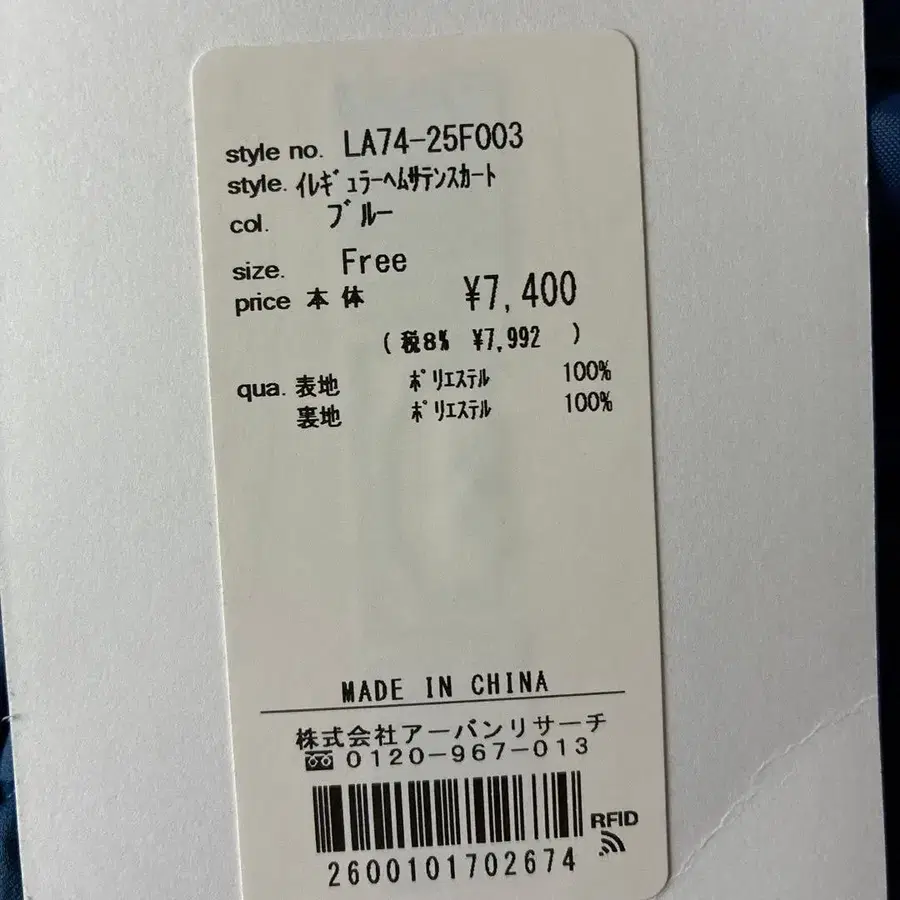 style no. LA74-25F003
style. ｲﾚｷﾞｭﾗｰﾍﾑｻﾃﾝｽｶｰﾄ
col. ブルー
size. Free
price 本体 ¥7,400
(税8% ¥7,992 )
qua. 表地 ﾎﾟﾘｴｽﾃﾙ 100%
裏地 ﾎﾟﾘｴｽﾃﾙ 100%
MADE IN CHINA
株式会社アーバンリサーチ
0120-967-013
RFID
2600101702674